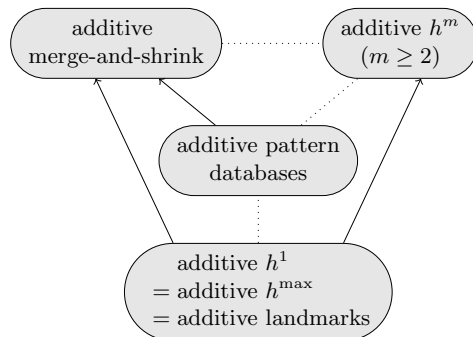 additive
merge-and-shrink
additive h^m
(m ≥ 2)
additive pattern
databases
additive h^1
= additive h^max
= additive landmarks